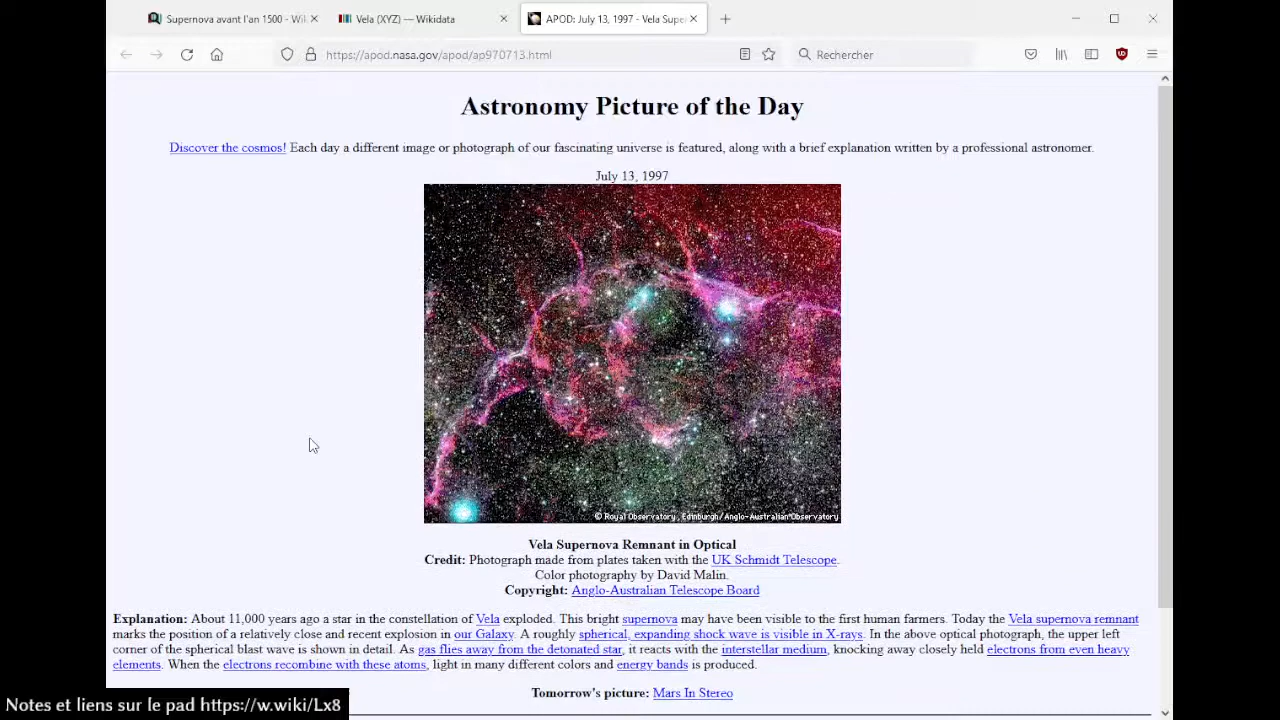 Supernova avant l'an 1500 - Wi
Vela (XYZ) — Wikidata
APOD: July 13, 1997 - Vela Supe
https://apod.nasa.gov/apod/ap970713.html
Rechercher
Astronomy Picture of the Day
Discover the cosmos! Each day a different image or photograph of our fascinating universe is featured, along with a brief explanation written by a professional astronomer.
July 13, 1997
© Royal Observatory, Edinburgh/Anglo-Australian Observatory
Vela Supernova Remnant in Optical
Credit: Photograph made from plates taken with the UK Schmidt Telescope.
Color photography by David Malin.
Copyright: Anglo-Australian Telescope Board
Explanation: About 11,000 years ago a star in the constellation of Vela exploded. This bright supernova may have been visible to the first human farmers. Today the Vela supernova remnant
marks the position of a relatively close and recent explosion in our Galaxy. A roughly spherical, expanding shock wave is visible in X-rays. In the above optical photograph, the upper left
corner of the spherical blast wave is shown in detail. As gas flies away from the detonated star, it reacts with the interstellar medium, knocking away closely held electrons from even heavy
elements. When the electrons recombine with these atoms, light in many different colors and energy bands is produced.
Tomorrow's picture: Mars In Stereo
Notes et liens sur le pad https://w.wiki/Lx8